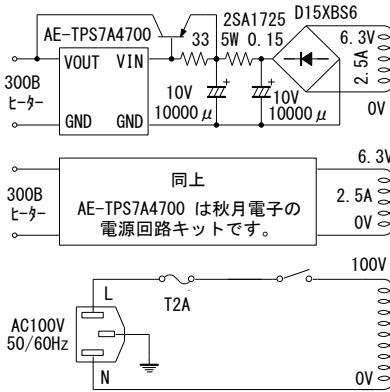 2SA1725
D15XBS6
AE-TPS7A4700
33
5W 0.15
6.3V
2.5A
0V
VOUT VIN
GND GND
300B
ヒーター
10V
10000μ
10V
10000μ
300B
ヒーター
同上
AE-TPS7A4700 は秋月電子の
電源回路キットです。
6.3V
2.5A
0V
AC100V
50/60Hz
L
N
T2A
100V
0V